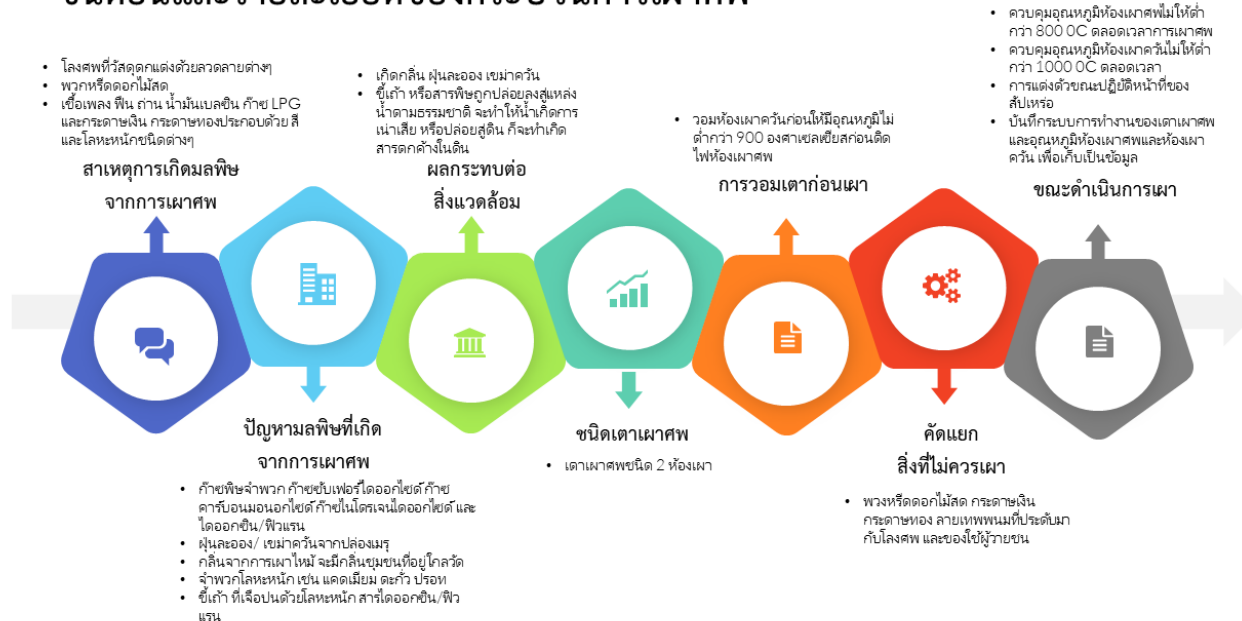 ขั้นตอนและรายละเอียดของกระบวนการเผาศพ
• โลงศพที่วัสดุตกแต่งด้วยลวดลายต่างๆ
• พวกหรีดดอกไม้สด
• เชื้อเพลง ฟืน ถ่าน น้ำมันเบลซิน ก๊าซ LPG
และกระดาษเงิน กระดาษทองประกอบด้วย สี
และโลหะหนักชนิดต่างๆ
สาเหตุการเกิดมลพิษ
จากการเผาศพ
ปัญหามลพิษที่เกิด
จากการเผาศพ
• ก๊าซพิษจำพวก ก๊าซซับเฟอร์ไดออกไซด์ ก๊าซ
คาร์บอนมอนอกไซด์ ก๊าซไนโตรเจนไดออกไซด์ และ
ไดออกซิน/ฟิวแรน
• ฝุ่นละออง/ เขม่าควันจากปล่องเมรุ
• กลิ่นจากการเผาไหม้ จะมีกลิ่นชุมชนที่อยู่ใกลวัด
• จำพวกโลหะหนัก เช่น แคดเมียม ตะกั่ว ปรอท
• ขี้เถ้า ที่เจือปนด้วยโลหะหนัก สารไดออกซิน/ฟิว
แรน
• เกิดกลิ่น ฝุ่นละออง เขม่าควัน
• ขี้เถ้า หรือสารพิษถูกปล่อยลงสู่แหล่ง
น้ำตามธรรมชาติ จะทำให้น้ำเกิดการ
เน่าเสีย หรือปล่อยสู่ดิน ก็จะทำเกิด
สารตกค้างในดิน
ผลกระทบต่อ
สิ่งแวดล้อม
ชนิดเตาเผาศพ
• เตาเผาศพชนิด 2 ห้องเผา
• วอมห้องเผาควันก่อนให้มีอุณหภูมิไม่
ต่ำกว่า 900 องศาเซลเซียสก่อนติด
ไฟห้องเผาศพ
การวอมเตาก่อนเผา
คัดแยก
สิ่งที่ไม่ควรเผา
• พวงหรีดดอกไม้สด กระดาษเงิน
กระดาษทอง ลายเทพพนมที่ประดับมา
กับโลงศพ และของใช้ผู้วายชน
• ควบคุมอุณหภูมิห้องเผาศพไม่ให้ต่ำ
กว่า 800 0C ตลอดเวลาการเผาศพ
• ควบคุมอุณหภูมิห้องเผาควันไม่ให้ต่ำ
กว่า 1000 0C ตลอดเวลา
• การแต่งตัวขณะปฏิบัติหน้าที่ของ
สัปเหร่อ
• บันทึกระบบการทำงานของเตาเผาศพ
และอุณหภูมิห้องเผาศพและห้องเผา
ควัน เพื่อเก็บเป็นข้อมูล
ขณะดำเนินการเผา